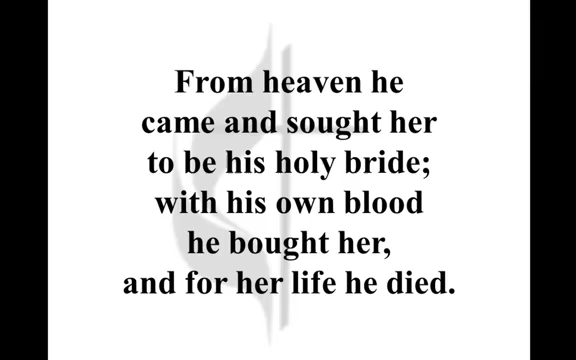 From heaven he
came and sought her
to be his holy bride;
with his own blood
he bought her,
and for her life he died.